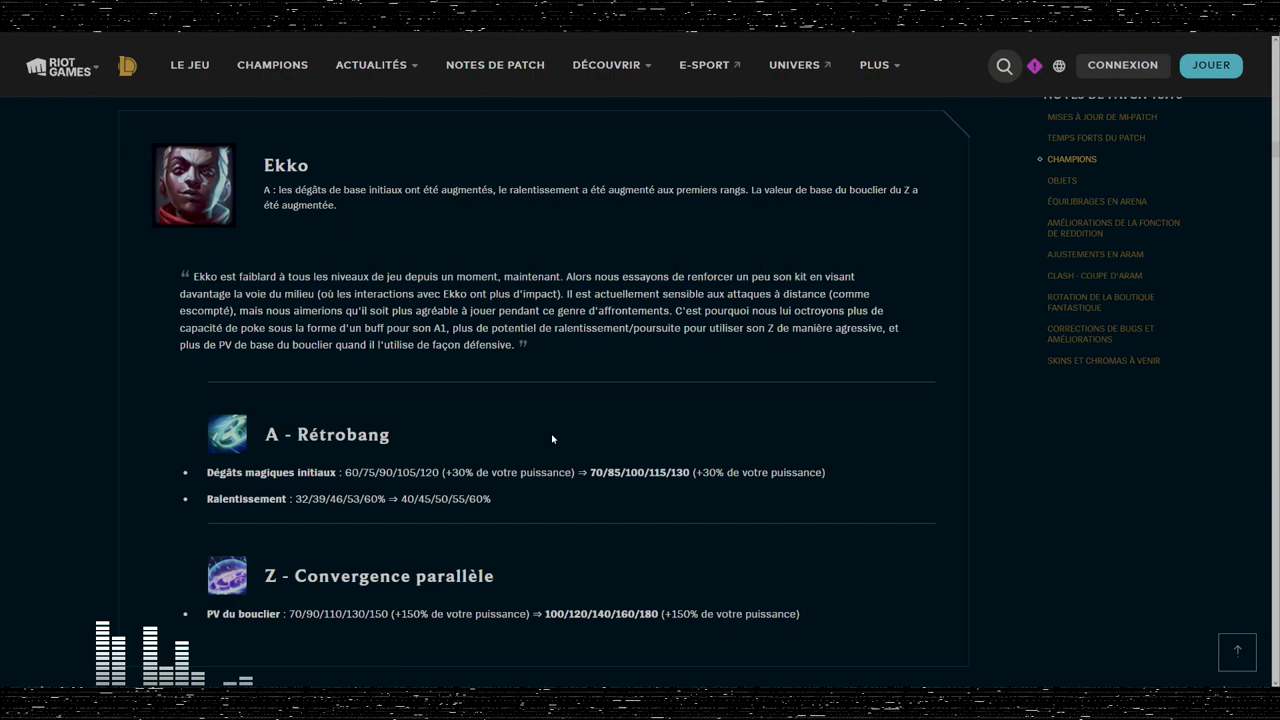 RIOT GAMES
LE JEU
CHAMPIONS
ACTUALITÉS
NOTES DE PATCH
DÉCOUVRIR
E-SPORT
UNIVERS
PLUS
CONNEXION
JOUER
Ekko
A : les dégâts de base initiaux ont été augmentés, le ralentissement a été augmenté aux premiers rangs. La valeur de base du bouclier du Z a
été augmentée.
“ Ekko est faiblard à tous les niveaux de jeu depuis un moment, maintenant. Alors nous essayons de renforcer un peu son kit en visant
davantage la voie du milieu (où les interactions avec Ekko ont plus d'impact). Il est actuellement sensible aux attaques à distance (comme
escompté), mais nous aimerions qu'il soit plus agréable à jouer pendant ce genre d'affrontements. C'est pourquoi nous lui octroyons plus de
capacité de poke sous la forme d'un buff pour son A1, plus de potentiel de ralentissement/poursuite pour utiliser son Z de manière agressive, et
plus de PV de base du bouclier quand il l'utilise de façon défensive. ”
A - Rétrobang
• Dégâts magiques initiaux : 60/75/90/105/120 (+30% de votre puissance) ⇒ 70/85/100/115/130 (+30% de votre puissance)
• Ralentissement : 32/39/46/53/60% ⇒ 40/45/50/55/60%
Z - Convergence parallèle
• PV du bouclier : 70/90/110/130/150 (+150% de votre puissance) ⇒ 100/120/140/160/180 (+150% de votre puissance)
MISES À JOUR DE MI-PATCH
TEMPS FORTS DU PATCH
CHAMPIONS
OBJETS
ÉQUILIBRAGES EN ARENA
AMÉLIORATIONS DE LA FONCTION
DE REDDITION
AJUSTEMENTS EN ARAM
CLASH - COUPE D'ARAM
ROTATION DE LA BOUTIQUE
FANTASTIQUE
CORRECTIONS DE BUGS ET
AMÉLIORATIONS
SKINS ET CHROMAS À VENIR